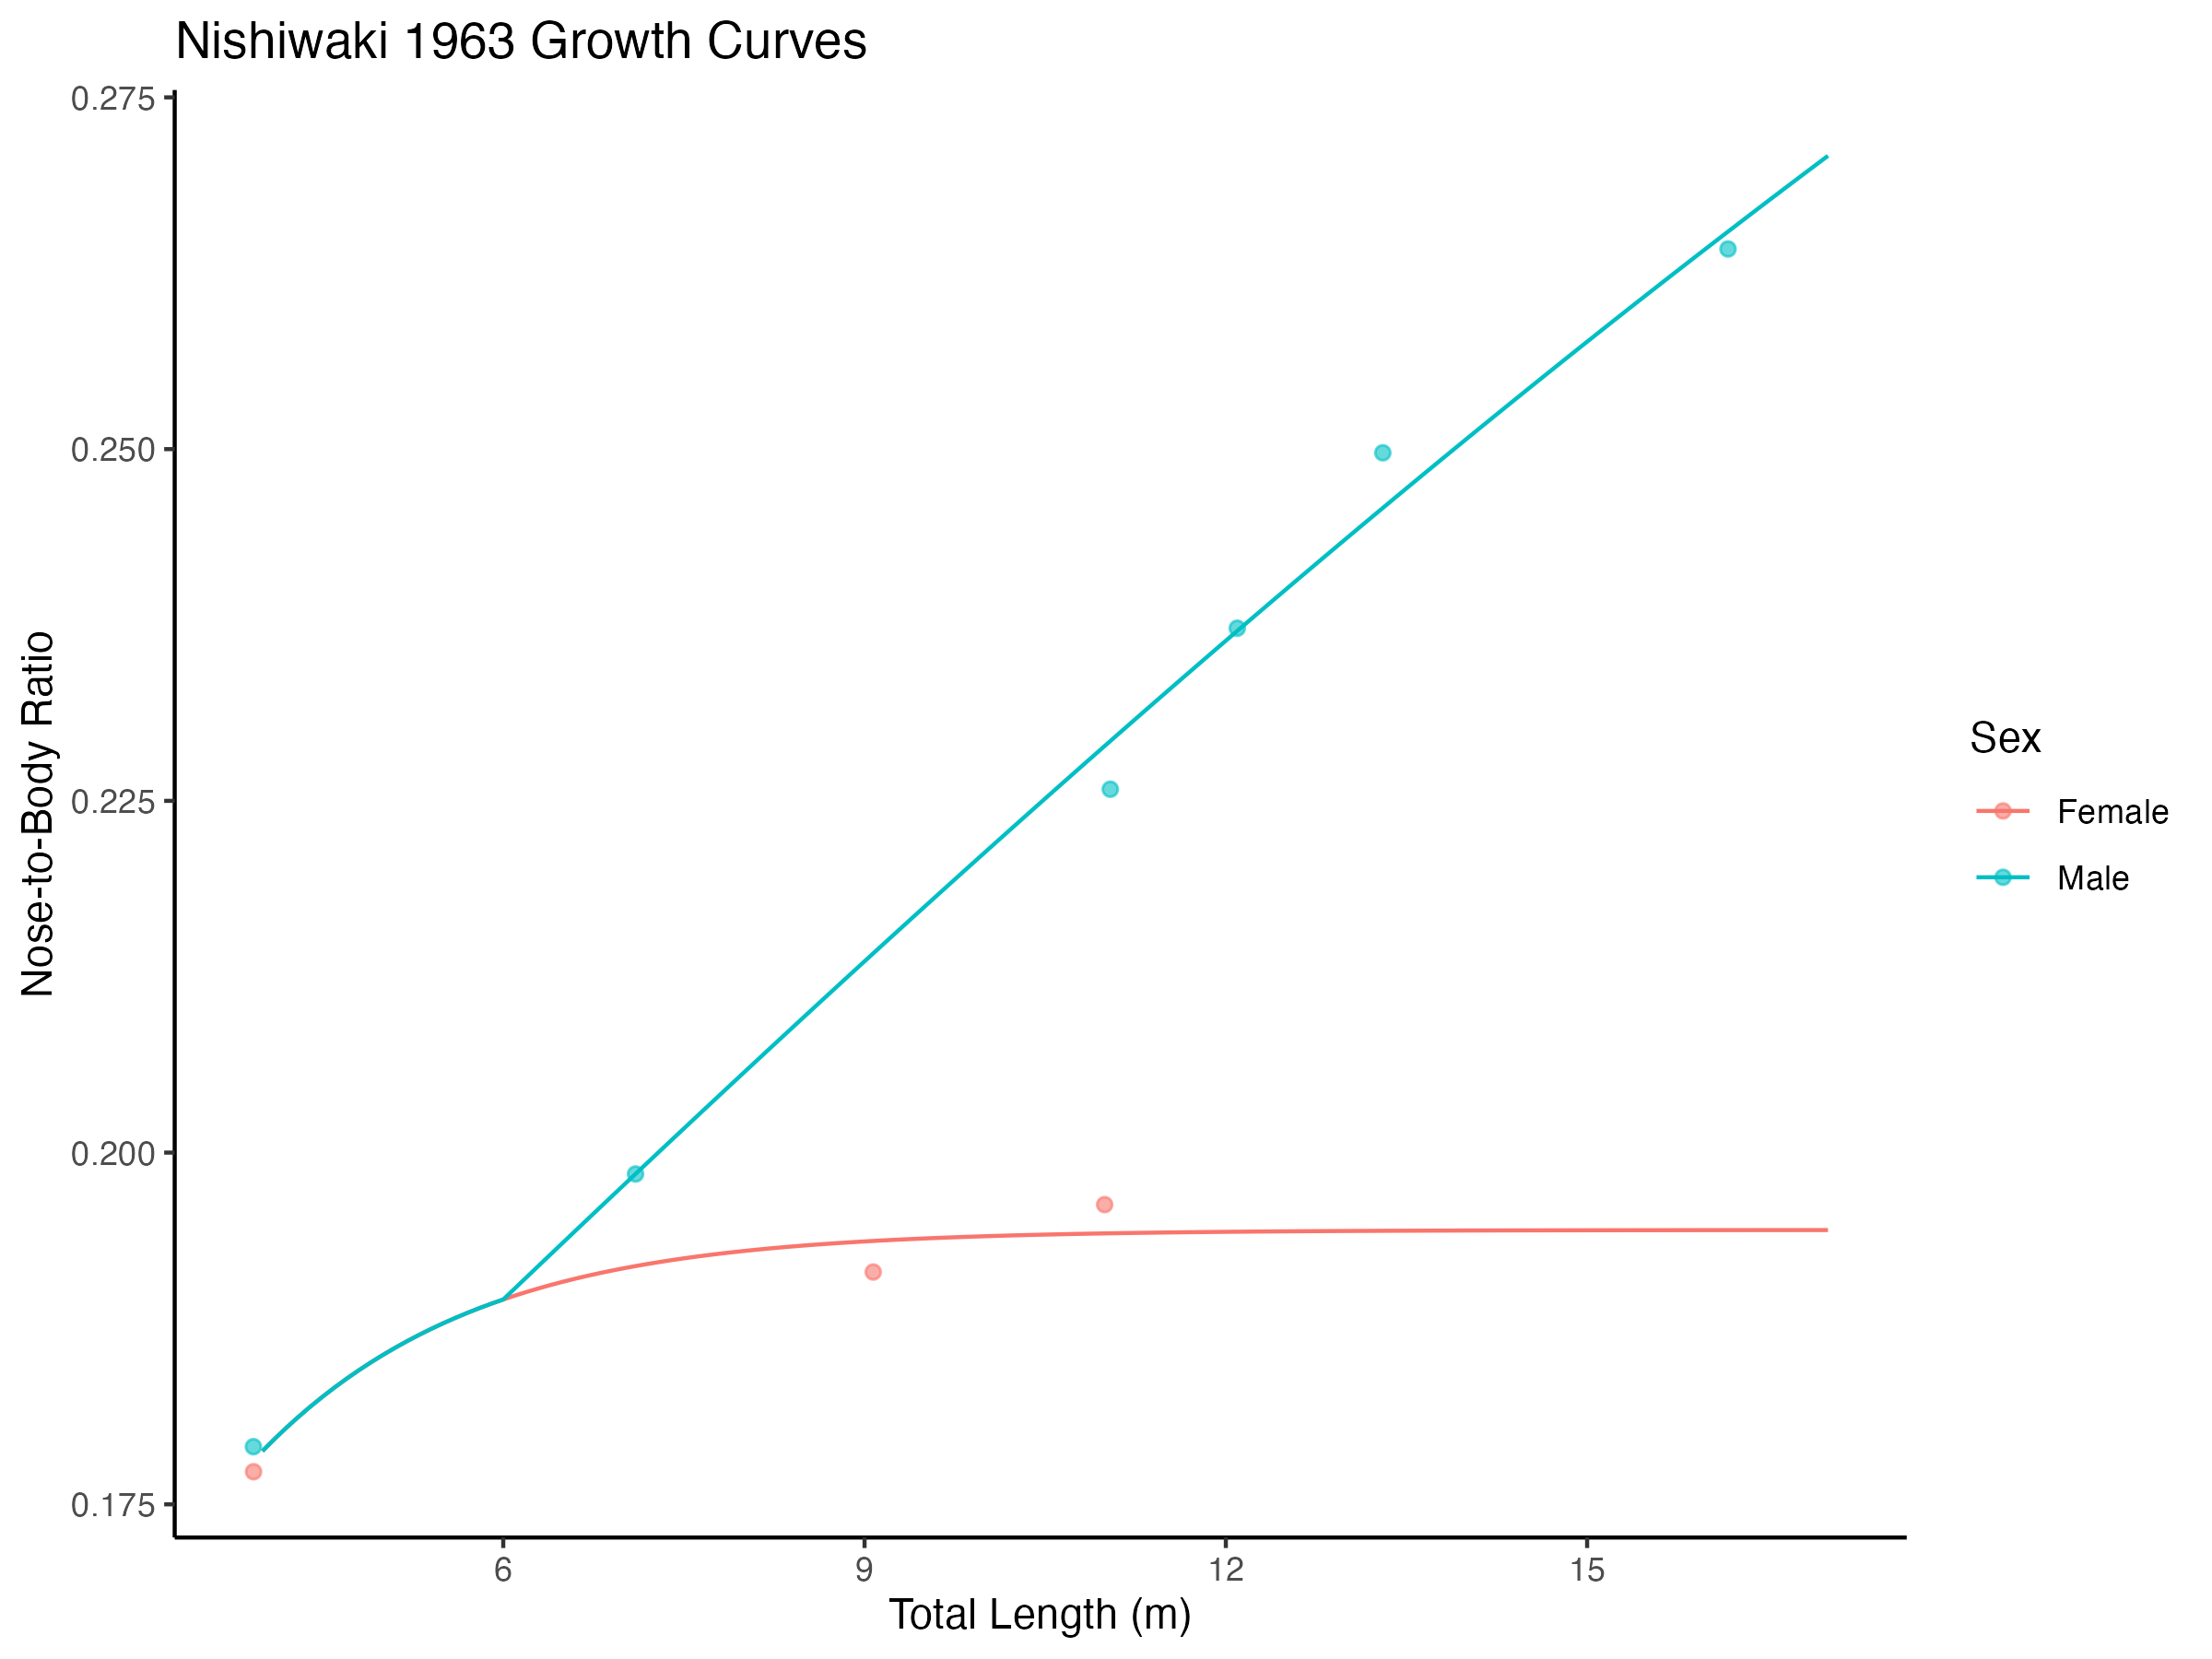 Nishiwaki 1963 Growth Curves
0.275
0.250
0.225
0.200
0.175
Nose-to-Body Ratio
6 9 12 15
Total Length (m)
Sex
Female
Male